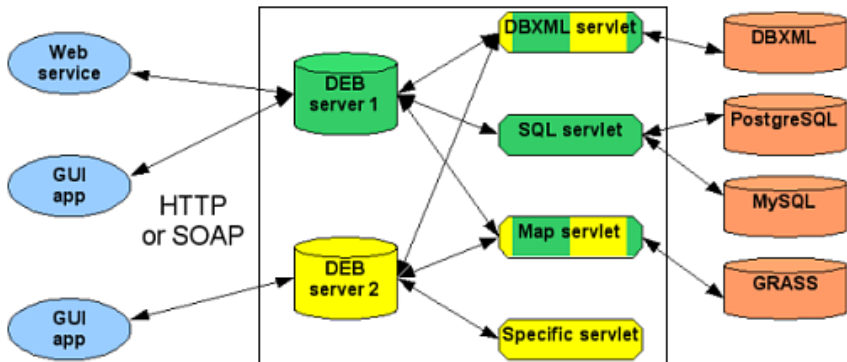 Web
service
GUI
app
GUI
app
HTTP
or SOAP
DEB
server 1
DEB
server 2
DBXML servlet
SQL servlet
Map servlet
Specific servlet
DBXML
PostgreSQL
MySQL
GRASS